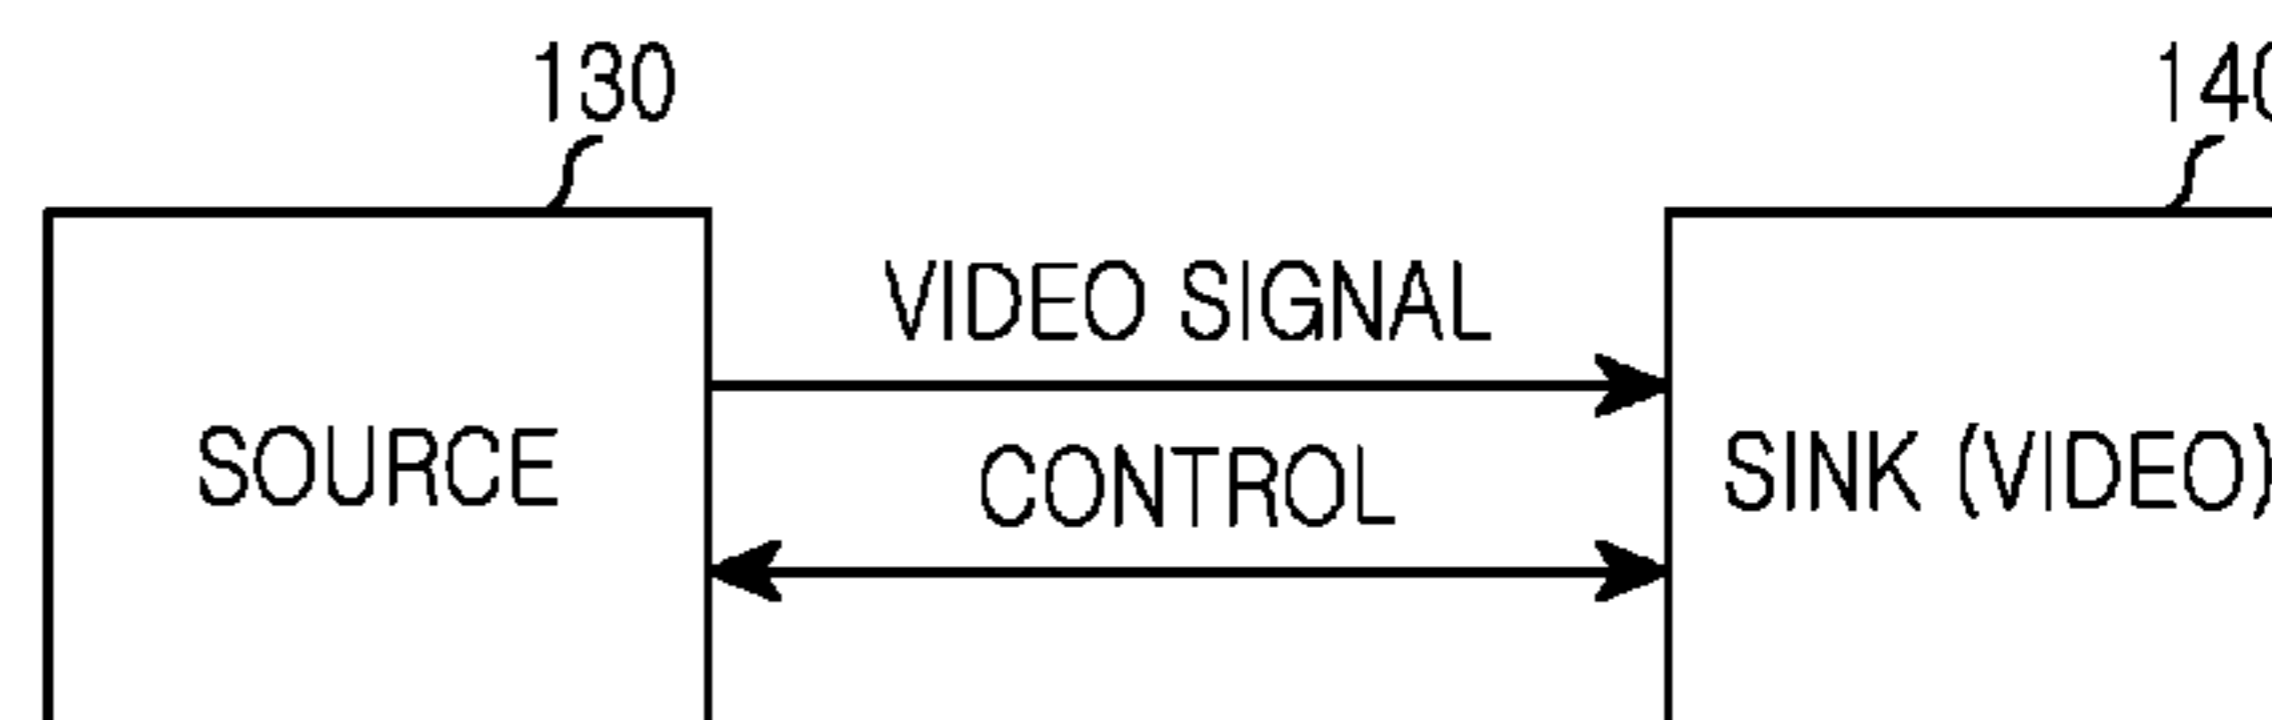 130
140
VIDEO SIGNAL
SOURCE
CONTROL
SINK (VIDEO)